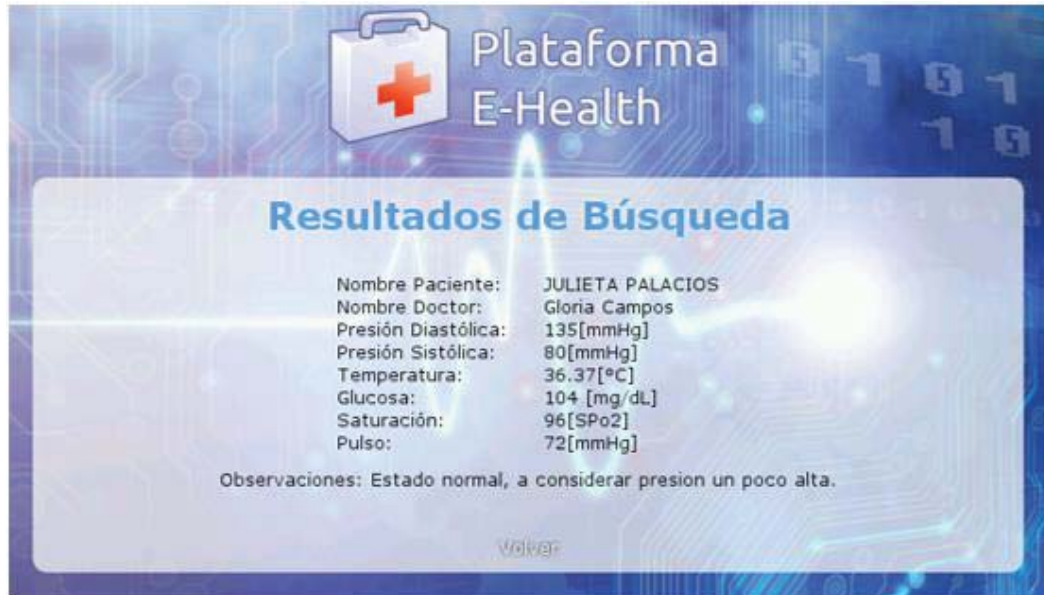 Plataforma
E-Health
Resultados de Búsqueda
Nombre Paciente: JULIETA PALACIOS
Nombre Doctor: Gloria Campos
Presión Diastólica: 135[mmHg]
Presión Sistólica: 80[mmHg]
Temperatura: 36.37[ºC]
Glucosa: 104 [mg/dL]
Saturación: 96[SPo2]
Pulso: 72[mmHg]
Observaciones: Estado normal, a considerar presion un poco alta.
Volver